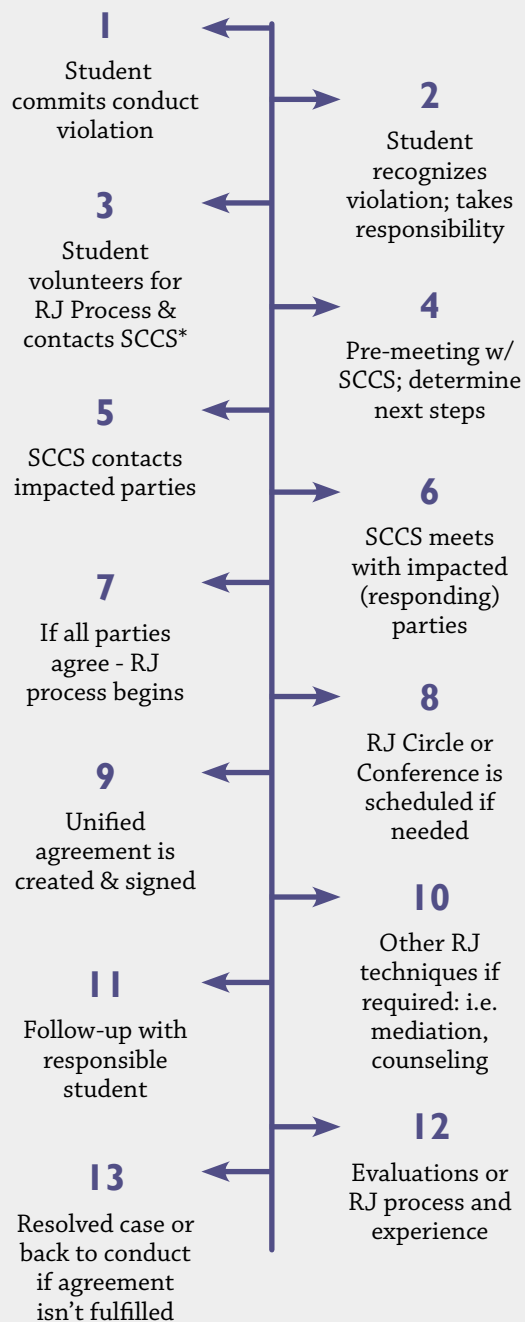 1
Student
commits conduct
violation
2
Student
recognizes
violation; takes
responsibility
3
Student
volunteers for
RJ Process &
contacts SCCS*
4
Pre-meeting w/
SCCS; determine
next steps
5
SCCS contacts
impacted parties
6
SCCS meets
with impacted
(responding)
parties
7
If all parties
agree - RJ
process begins
8
RJ Circle or
Conference is
scheduled if
needed
9
Unified
agreement is
created & signed
10
Other RJ
techniques if
required: i.e.
mediation,
counseling
11
Follow-up with
responsible
student
12
Evaluations or
RJ process and
experience
13
Resolved case or
back to conduct
if agreement
isn't fulfilled